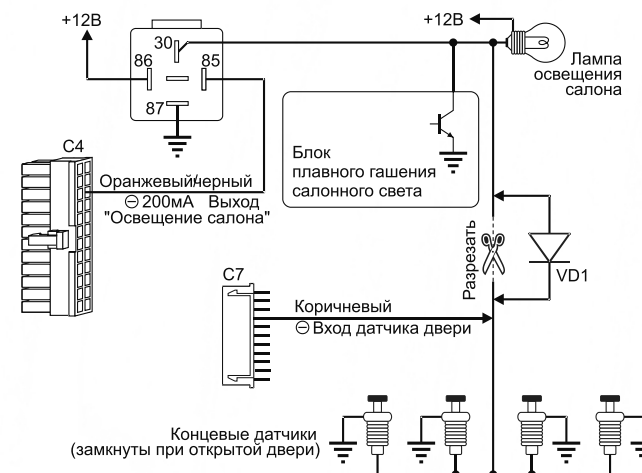 +12В
+12В
30
86
85
87
Лампа
освещения
салона
C4
Оранжевый/черный
⊖ 200мА Выход
"Освещение салона"
Блок
плавного гашения
салонного света
Разрезать
VD1
C7
Коричневый
⊖ Вход датчика двери
Концевые датчики
(замкнуты при открытой двери)